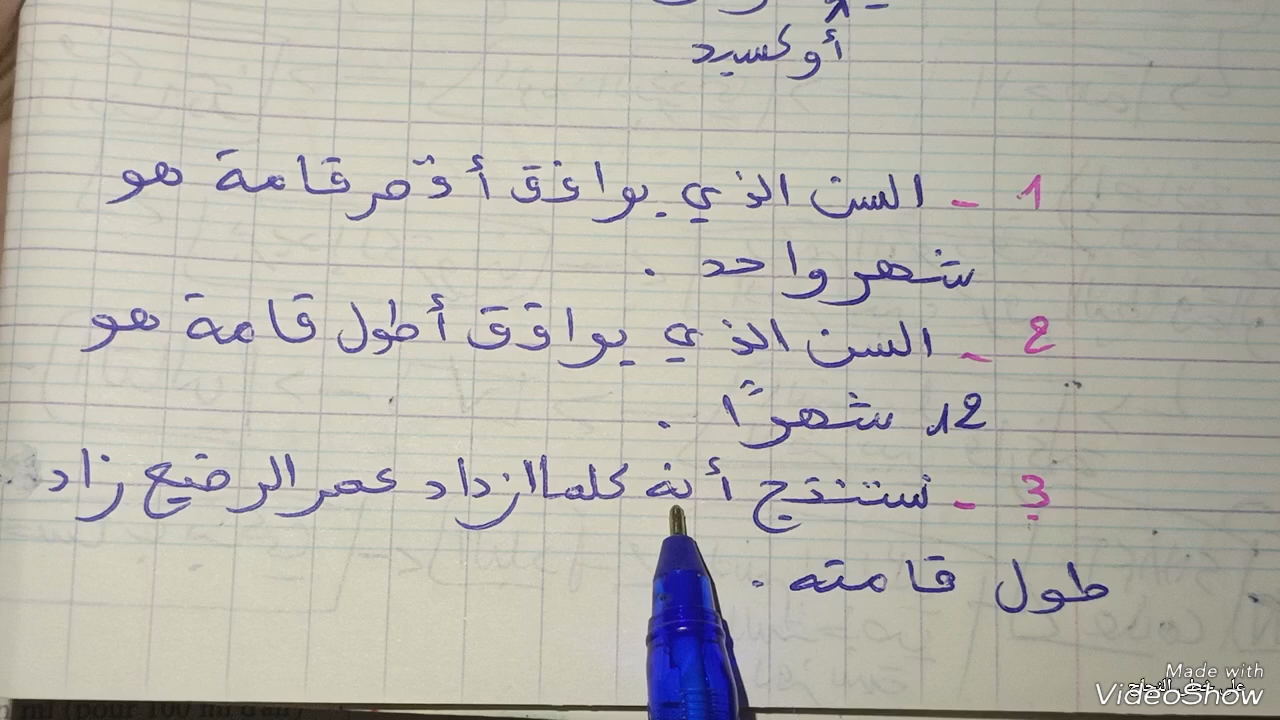 أوكسيد
1 - السن الذي يوافق أقصر قامة هو
شهر واحد .
2 - السن الذي يوافق أطول قامة هو
12 شهرًا .
3 - نستنتج أنه كلما ازداد عمر الرضيع زاد
طول قامته .
Made with
VideoShow